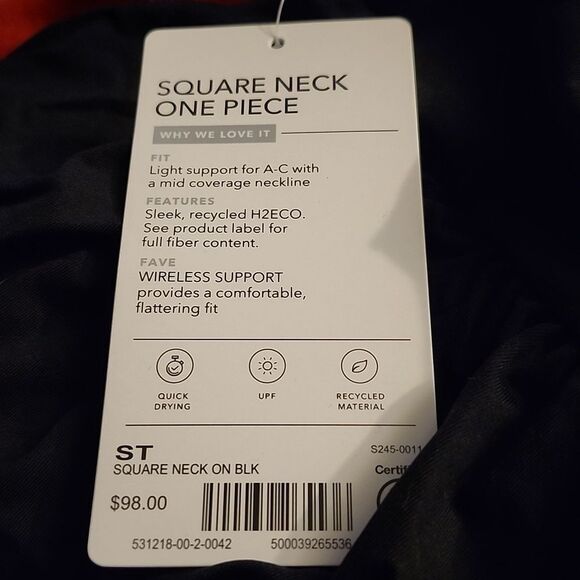 SQUARE NECK
ONE PIECE
WHY WE LOVE IT
FIT
Light support for A-C with
a mid coverage neckline
FEATURES
Sleek, recycled H2ECO.
See product label for
full fiber content.
FAVE
WIRELESS SUPPORT
provides a comfortable,
flattering fit
QUICK
DRYING
UPF
RECYCLED
MATERIAL
ST
S245-0011
SQUARE NECK ON BLK
$98.00
531218-00-2-0042
500039265536